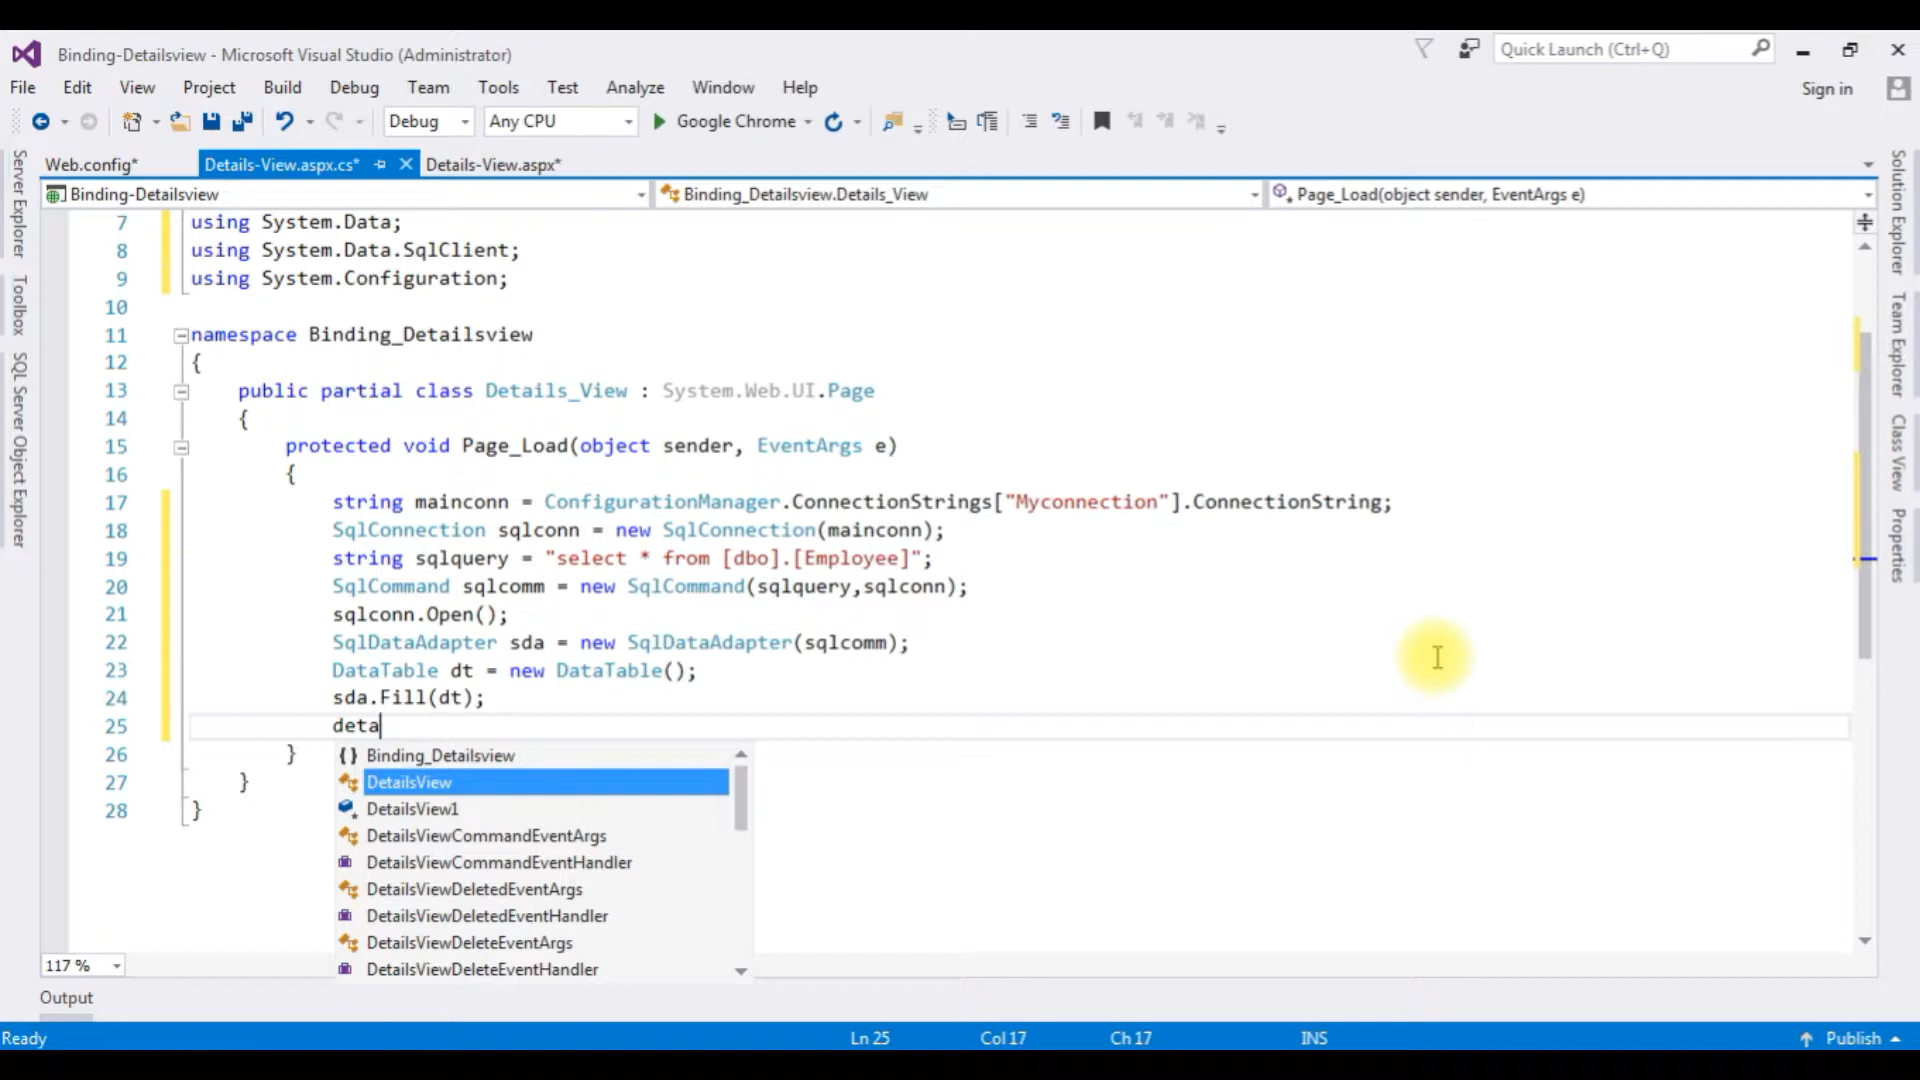 Binding-Detailsview - Microsoft Visual Studio (Administrator)
Quick Launch (Ctrl+Q)
File Edit View Project Build Debug Team Tools Test Analyze Window Help
Sign in
Debug Any CPU Google Chrome
Web.config* Details-View.aspx.cs* Details-View.aspx*
Binding-Detailsview Binding_Detailsview.Details_View Page_Load(object sender, EventArgs e)
Server Explorer
Toolbox
SQL Server Object Explorer
7 using System.Data;
8 using System.Data.SqlClient;
9 using System.Configuration;
10
11 namespace Binding_Detailsview
12 {
13 public partial class Details_View : System.Web.UI.Page
14 {
15 protected void Page_Load(object sender, EventArgs e)
16 {
17 string mainconn = ConfigurationManager.ConnectionStrings["Myconnection"].ConnectionString;
18 SqlConnection sqlconn = new SqlConnection(mainconn);
19 string sqlquery = "select * from [dbo].[Employee]";
20 SqlCommand sqlcomm = new SqlCommand(sqlquery,sqlconn);
21 sqlconn.Open();
22 SqlDataAdapter sda = new SqlDataAdapter(sqlcomm);
23 DataTable dt = new DataTable();
24 sda.Fill(dt);
25 deta
26 }
27 }
28 }
{} Binding_Detailsview
DetailsView
DetailsView1
DetailsViewCommandEventArgs
DetailsViewCommandEventHandler
DetailsViewDeletedEventArgs
DetailsViewDeletedEventHandler
DetailsViewDeleteEventArgs
DetailsViewDeleteEventHandler
Solution Explorer
Team Explorer
Class View
Properties
117 %
Output
Ready Ln 25 Col 17 Ch 17 INS Publish